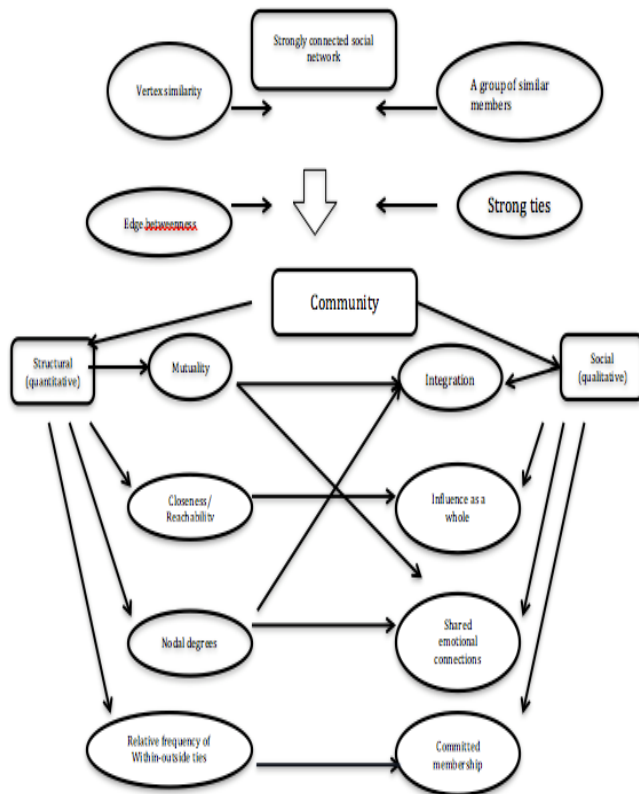 Strongly connected social
network
Vertex similarity
A group of similar
members
Edge betweenness
Strong ties
Community
Structural
(quantitative)
Mutuality
Integration
Social
(qualitative)
Closeness/
Reachability
Influence as a
whole
Nodal degrees
Shared
emotional
connections
Relative frequency of
Within-outside ties
Committed
membership